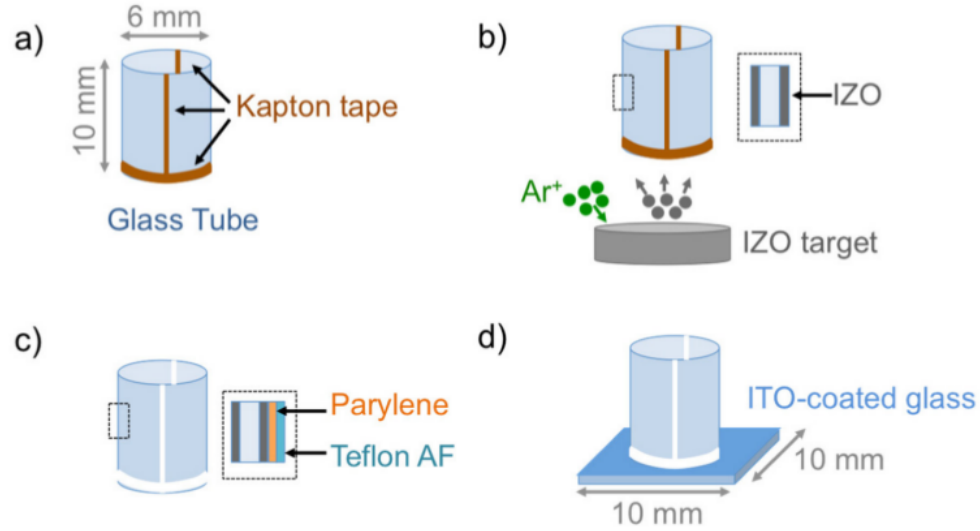 a)
6 mm
10 mm
Kapton tape
Glass Tube
b)
IZO
Ar+
IZO target
c)
Parylene
Teflon AF
d)
ITO-coated glass
10 mm
10 mm